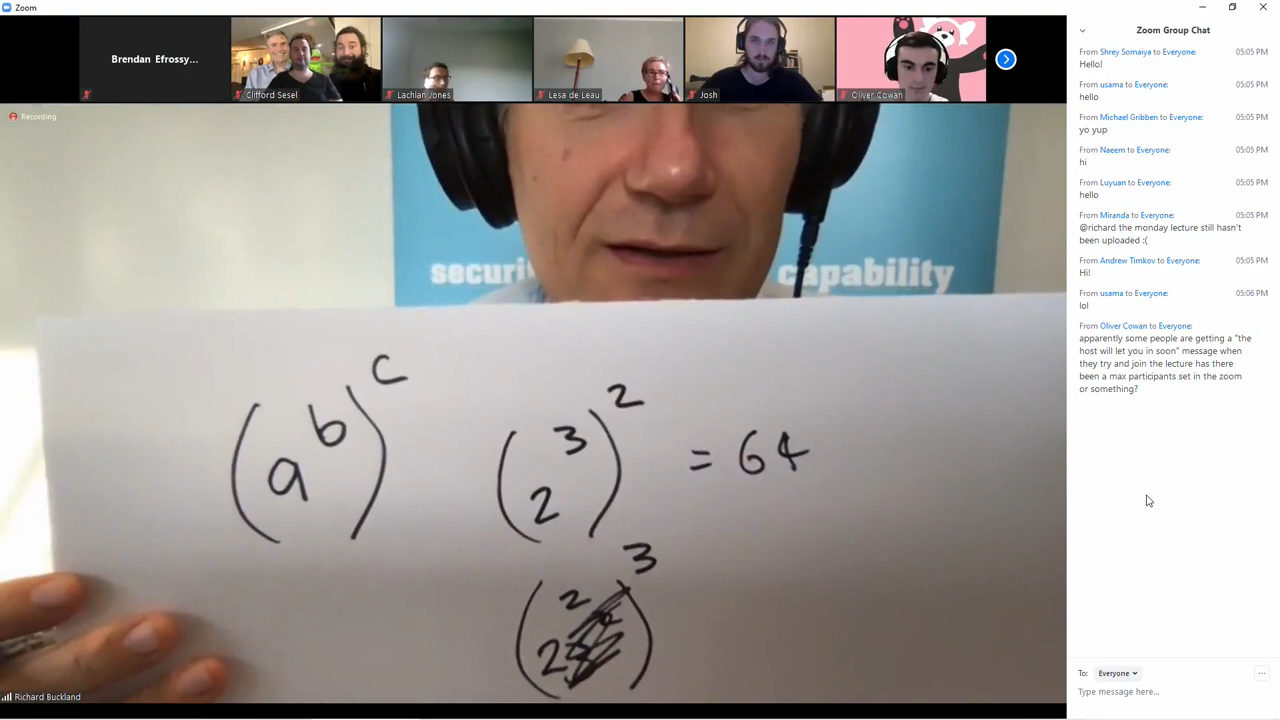 Zoom
Brendan Efrossy...
Clifford Sesel
Lachlan Jones
Lesa de Leau
Josh
Oliver Cowan
Recording
capability
(a^b)^c (2^3)^2 = 64
(2^2)^3
Richard Buckland
Zoom Group Chat
From Shrey Somaiya to Everyone: 05:05 PM
Hello!
From usama to Everyone: 05:05 PM
hello
From Michael Gribben to Everyone: 05:05 PM
yo yup
From Naeem to Everyone: 05:05 PM
hi
From Luyuan to Everyone: 05:05 PM
hello
From Miranda to Everyone: 05:05 PM
@richard the monday lecture still hasn't
been uploaded :(
From Andrew Timkov to Everyone: 05:05 PM
Hi!
From usama to Everyone: 05:06 PM
lol
From Oliver Cowan to Everyone:
apparently some people are getting a "the
host will let you in soon" message when
they try and join the lecture has there
been a max participants set in the zoom
or something?
To: Everyone
Type message here...